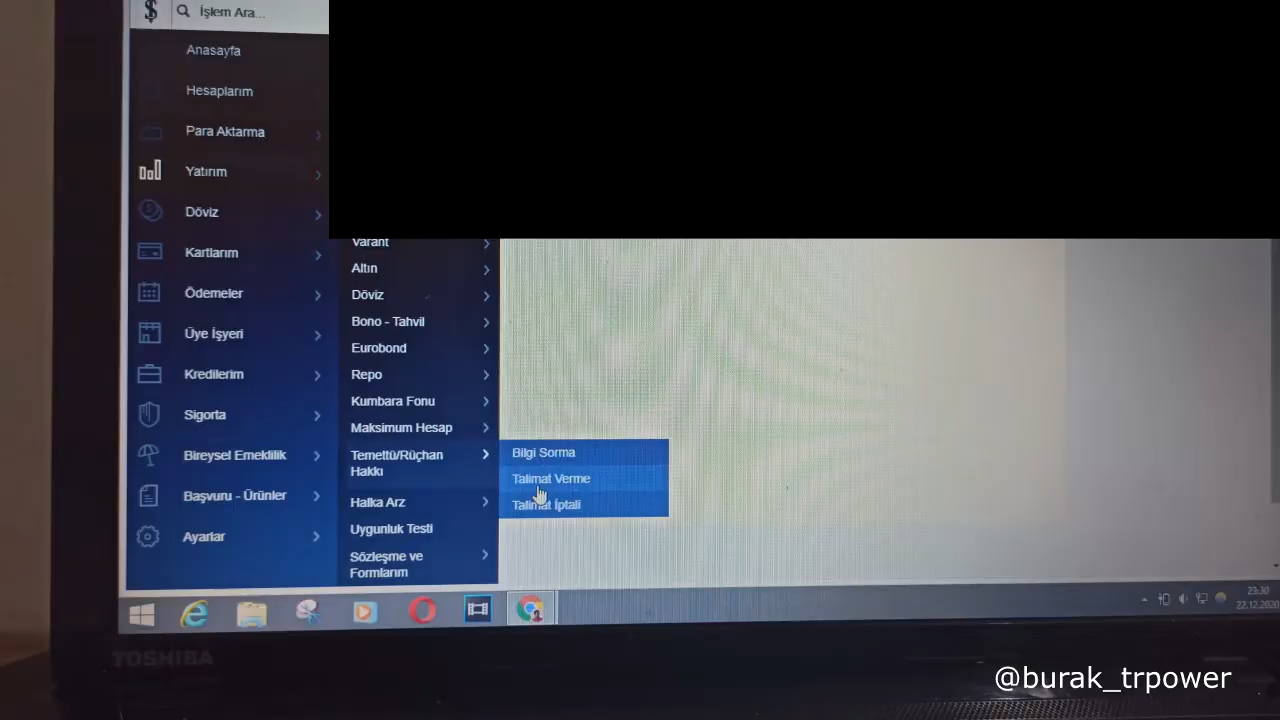 $ İşlem Ara...
Anasayfa
Hesaplarım
Para Aktarma
Yatırım
Döviz
Kartlarım
Ödemeler
Üye İşyeri
Kredilerim
Sigorta
Bireysel Emeklilik
Başvuru - Ürünler
Ayarlar
Varant
Altın
Döviz
Bono - Tahvil
Eurobond
Repo
Kumbara Fonu
Maksimum Hesap
Temettü/Rüçhan
Hakkı
Halka Arz
Uygunluk Testi
Sözleşme ve
Formlarım
Bilgi Sorma
Talimat Verme
Talimat İptali
23:30
22.12.2020
TOSHIBA
@burak_trpower